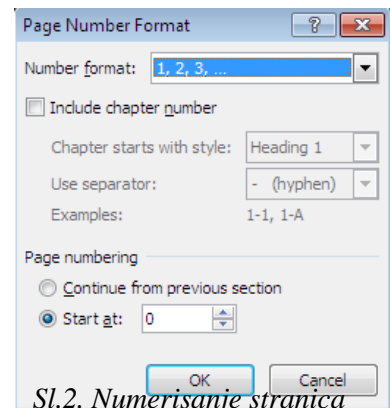 Page Number Format
Number format: 1, 2, 3, ...
Include chapter number
Chapter starts with style: Heading 1
Use separator: - (hyphen)
Examples: 1-1, 1-A
Page numbering
Continue from previous section
Start at: 0
OK Cancel
Sl.2. Numerisanje stranica